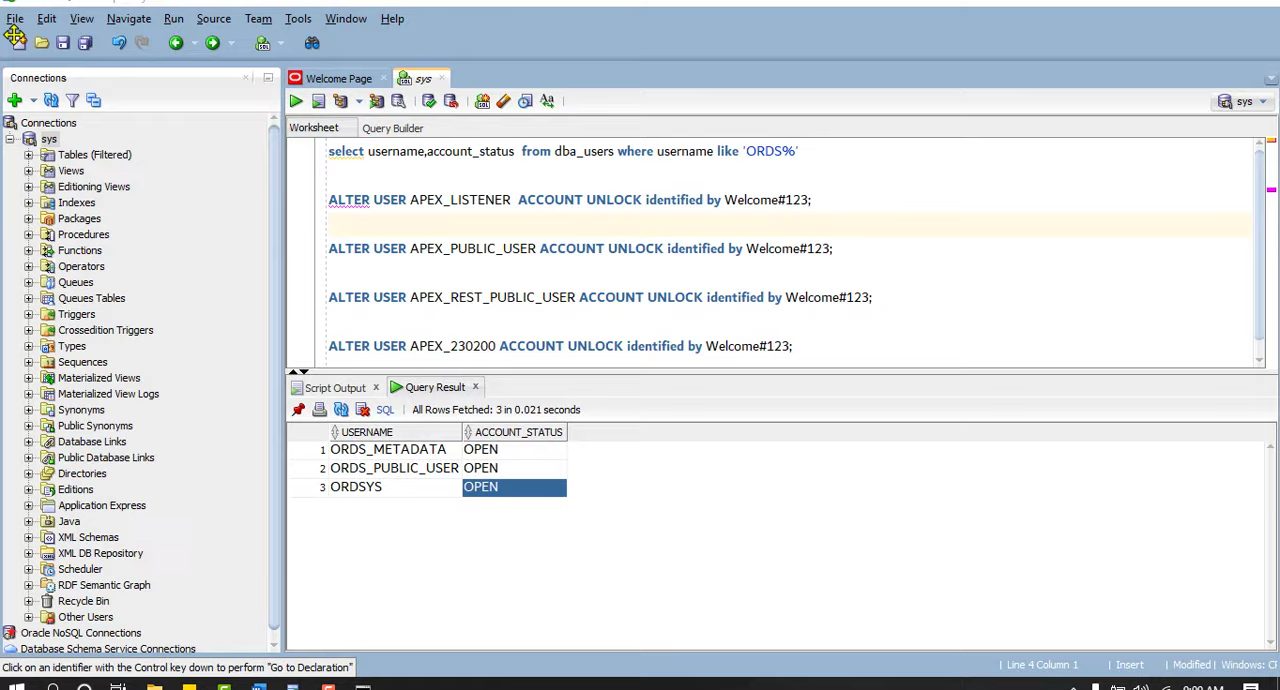 File Edit View Navigate Run Source Team Tools Window Help
Connections
Welcome Page
sys
sys
Worksheet Query Builder
Connections
sys
Tables (Filtered)
Views
Editioning Views
Indexes
Packages
Procedures
Functions
Operators
Queues
Queues Tables
Triggers
Crossedition Triggers
Types
Sequences
Materialized Views
Materialized View Logs
Synonyms
Public Synonyms
Database Links
Public Database Links
Directories
Editions
Application Express
Java
XML Schemas
XML DB Repository
Scheduler
RDF Semantic Graph
Recycle Bin
Other Users
Oracle NoSQL Connections
Database Schema Service Connections
select username,account_status  from dba_users where username like 'ORDS%'
ALTER USER APEX_LISTENER  ACCOUNT UNLOCK identified by Welcome#123;
ALTER USER APEX_PUBLIC_USER ACCOUNT UNLOCK identified by Welcome#123;
ALTER USER APEX_REST_PUBLIC_USER ACCOUNT UNLOCK identified by Welcome#123;
ALTER USER APEX_230200 ACCOUNT UNLOCK identified by Welcome#123;
Script Output Query Result
SQL | All Rows Fetched: 3 in 0.021 seconds
USERNAME ACCOUNT_STATUS
1 ORDS_METADATA OPEN
2 ORDS_PUBLIC_USER OPEN
3 ORDSYS OPEN
Click on an identifier with the Control key down to perform "Go to Declaration"
Line 4 Column 1 | Insert | Modified | Windows: